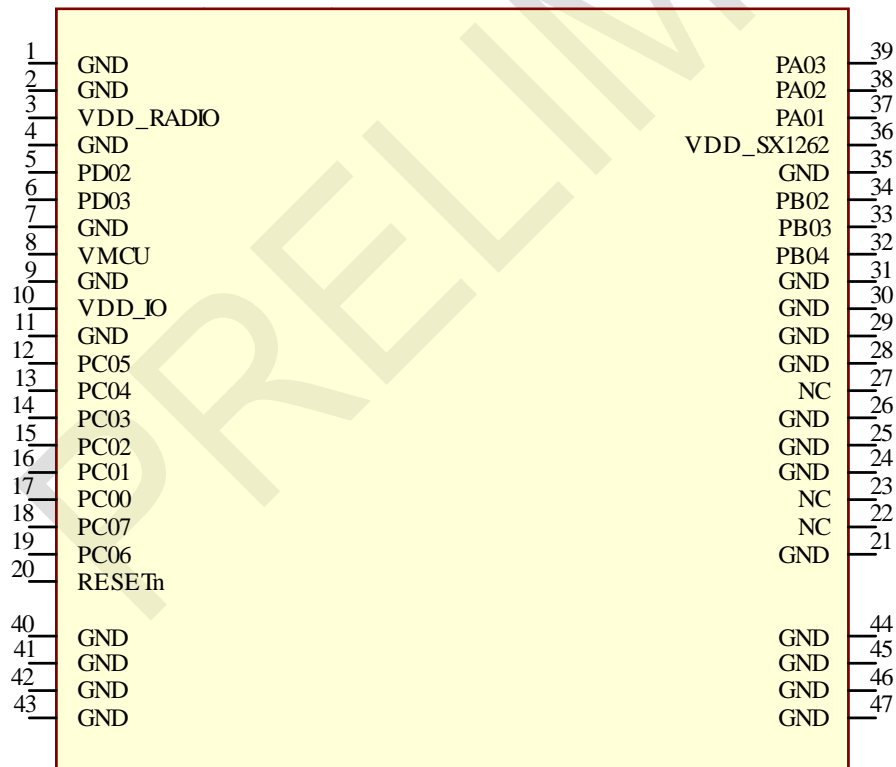 1 GND PA03 39
2 GND PA02 38
3 VDD_RADIO PA01 37
4 GND VDD_SX1262 36
5 PD02 GND 35
6 PD03 PB02 34
7 GND PB03 33
8 VMCU PB04 32
9 GND GND 31
10 VDD_IO GND 30
11 GND GND 29
12 PC05 GND 28
13 PC04 NC 27
14 PC03 GND 26
15 PC02 GND 25
16 PC01 GND 24
17 PC00 NC 23
18 PC07 NC 22
19 PC06 GND 21
20 RESETn
40 GND GND 44
41 GND GND 45
42 GND GND 46
43 GND GND 47
PRELIM